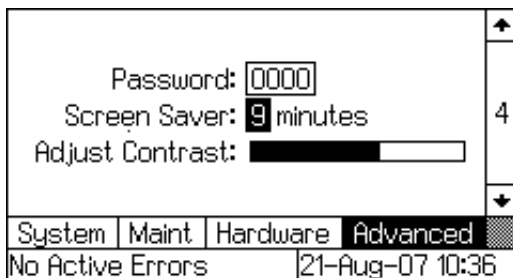 Password: 0000
Screen Saver: 9 minutes
Adjust Contrast:
4
System Maint Hardware Advanced
No Active Errors 21-Aug-07 10:36